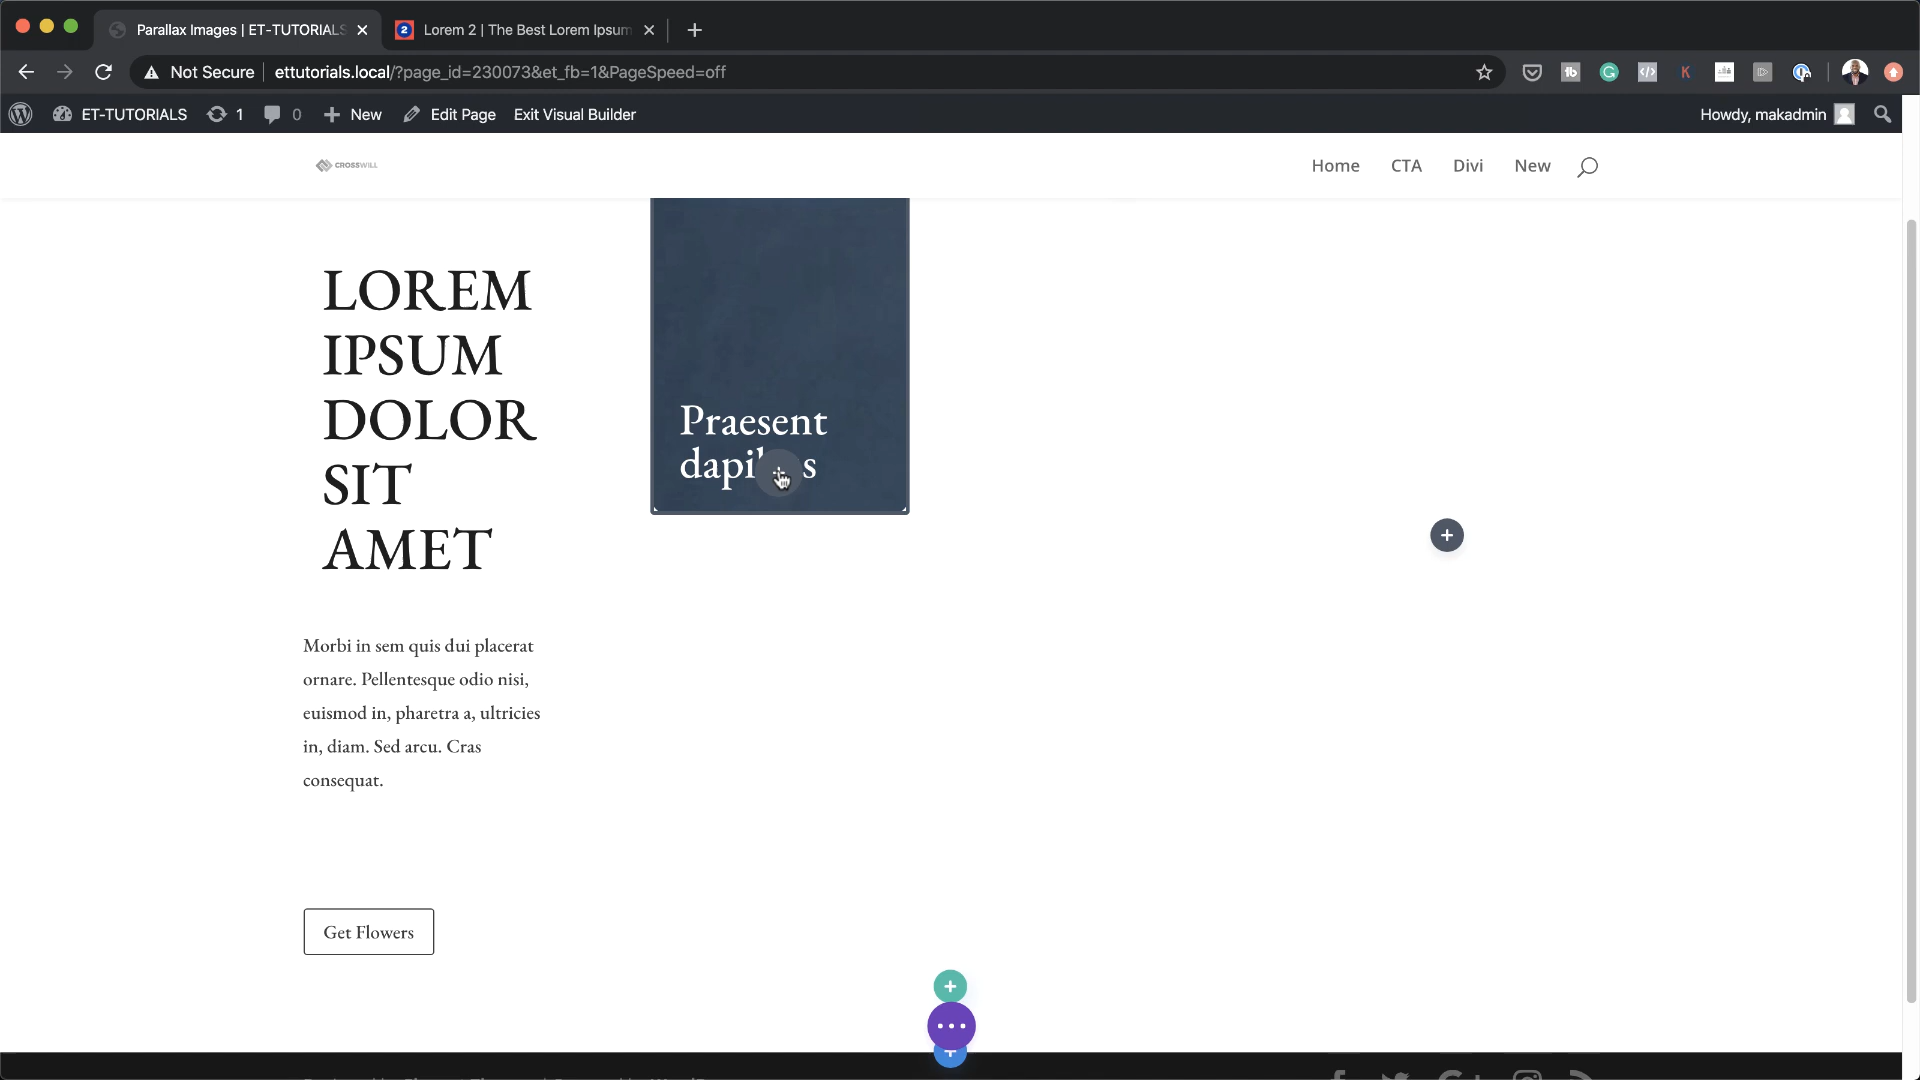 Parallax Images | ET-TUTORIALS
Lorem 2 | The Best Lorem Ipsum
Not Secure
ettutorials.local/?page_id=230073&et_fb=1&PageSpeed=off
ET-TUTORIALS
1
0
New
Edit Page
Exit Visual Builder
Howdy, makadmin
CROSSWILL
Home
CTA
Divi
New
LOREM
IPSUM
DOLOR
SIT
AMET
Praesent
Morbi in sem quis dui placerat
ornare. Pellentesque odio nisi,
euismod in, pharetra a, ultricies
in, diam. Sed arcu. Cras
consequat.
Get Flowers